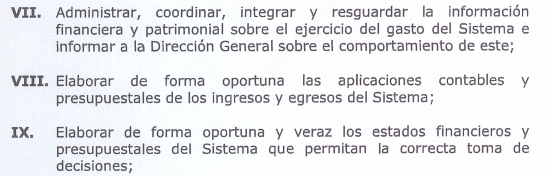 VII. Administrar, coordinar, integrar y resguardar la información
financiera y patrimonial sobre el ejercicio del gasto del Sistema e
informar a la Dirección General sobre el comportamiento de este;
VIII. Elaborar de forma oportuna las aplicaciones contables y
presupuestales de los ingresos y egresos del Sistema;
IX. Elaborar de forma oportuna y veraz los estados financieros y
presupuestales del Sistema que permitan la correcta toma de
decisiones;